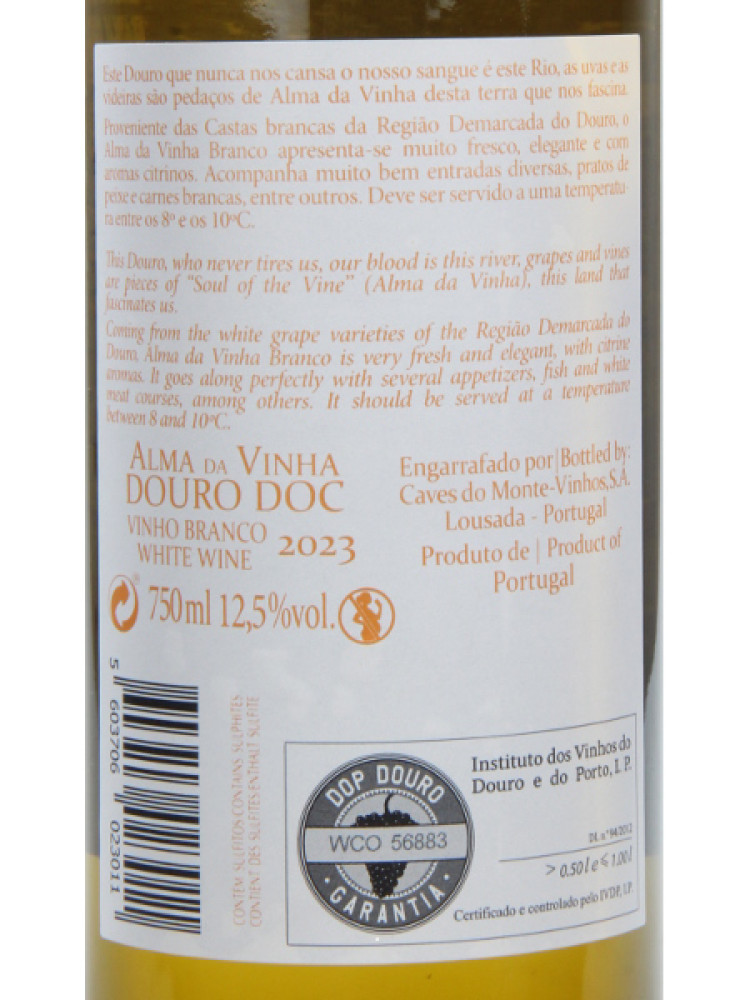 Este Douro que nunca nos cansa o nosso sangue é este Rio, as uvas e as
videiras são pedaços de Alma da Vinha desta terra que nos fascina.
Proveniente das Castas brancas da Região Demarcada do Douro, o
Alma da Vinha Branco apresenta-se muito fresco, elegante e com
aromas citrinos. Acompanha muito bem entradas diversas, pratos de
peixe e carnes brancas, entre outros. Deve ser servido a uma temperatu-
ra entre os 8º e os 10ºC.
This Douro, who never tires us, our blood is this river, grapes and vines
are pieces of "Soul of the Vine" (Alma da Vinha), this land that
fascinates us.
Coming from the white grape varieties of the Região Demarcada do
Douro, Alma da Vinha Branco is very fresh and elegant, with citrine
aromas. It goes along perfectly with several appetizers, fish and white
meat courses, among others. It should be served at a temperature
between 8 and 10ºC.
ALMA DA VINHA
DOURO DOC
VINHO BRANCO
WHITE WINE 2023
750ml 12,5%vol.
Engarrafado por|Bottled by:
Caves do Monte-Vinhos,S.A.
Lousada - Portugal
Produto de | Product of
Portugal
5 603706 023011
CONTÉM SULFITOS.CONTAINS SULPHITES
CONTIENT DES SULFITES.ENTHALT SULFITE
DOP DOURO
WCO 56883
GARANTIA
Instituto dos Vinhos do
Douro e do Porto, I. P.
DL n.º 94/2012
> 0.50 l e ≤ 1.00 l
Certificado e controlado pelo IVDP, I.P.